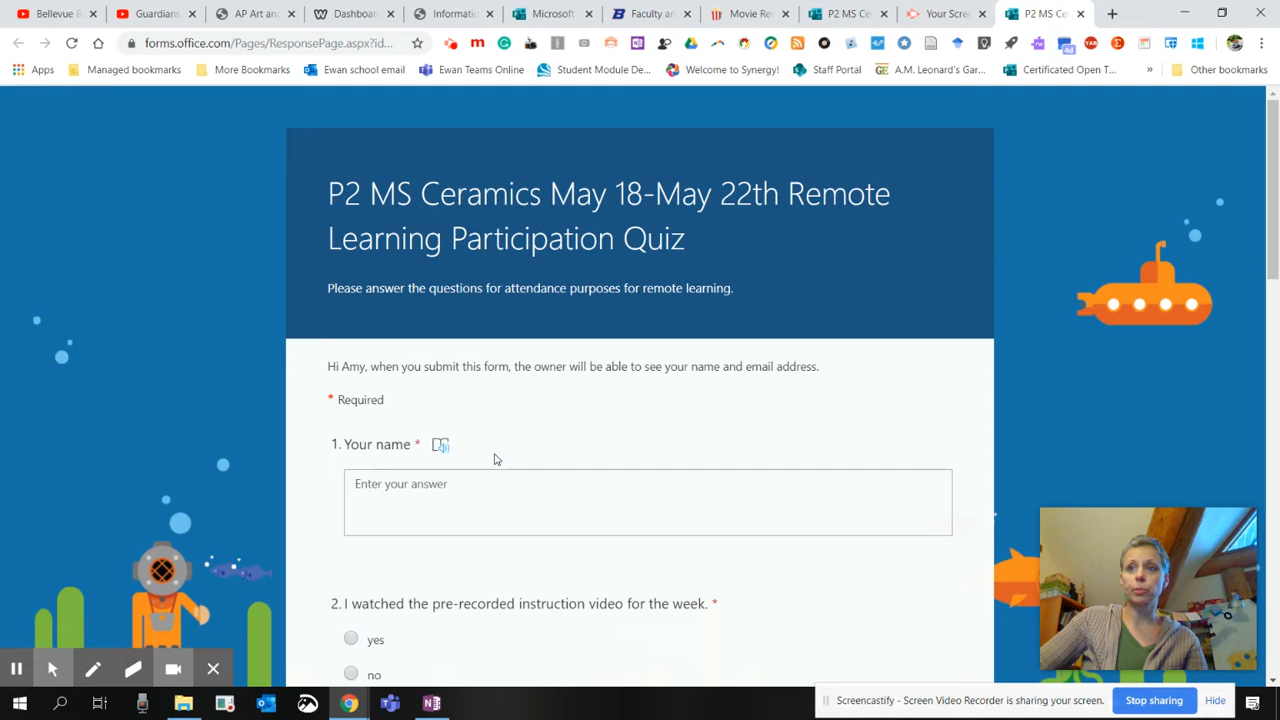 Bellevue B
Guardians
AP Art and
Dashboar
Informatio
Microsoft
Faculty an
Movie Rev
P2 MS Ce
Your Scre
P2 MS Ce
forms.office.com/Pages/ResponsePage.aspx?id...
Apps
Managed bookmarks
More Bookmarks
Ewan school email
Ewan Teams Online
Student Module De...
Welcome to Synergy!
Staff Portal
A.M. Leonard's Gar...
Certificated Open T...
»
Other bookmarks
P2 MS Ceramics May 18-May 22th Remote
Learning Participation Quiz
Please answer the questions for attendance purposes for remote learning.
Hi Amy, when you submit this form, the owner will be able to see your name and email address.
* Required
1. Your name *
Enter your answer
2. I watched the pre-recorded instruction video for the week. *
yes
no
Screencastify - Screen Video Recorder is sharing your screen.
Stop sharing
Hide